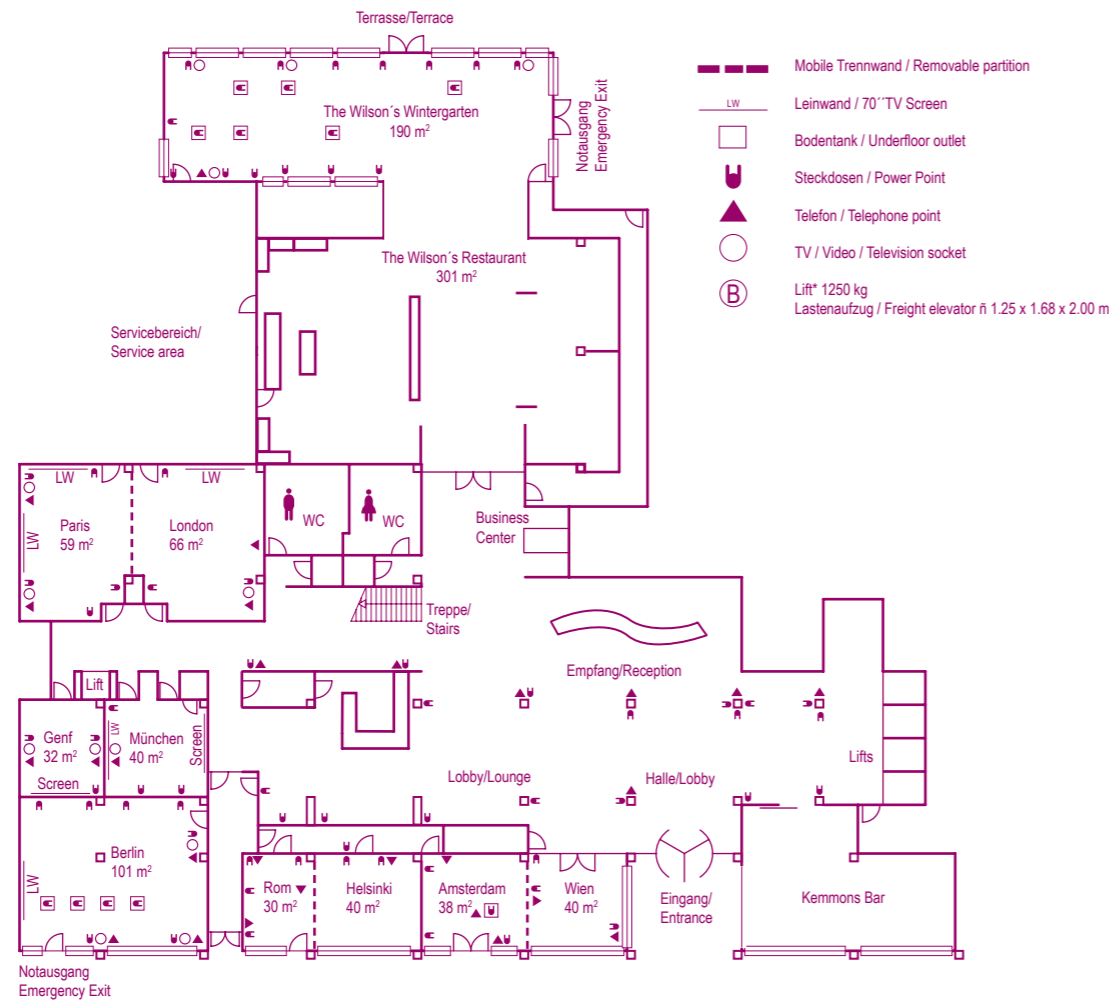 Terrasse/Terrace
The Wilson´s Wintergarten
190 m²
Notausgang
Emergency Exit
Mobile Trennwand / Removable partition
LW
Leinwand / 70´´TV Screen
Bodentank / Underfloor outlet
Steckdosen / Power Point
Telefon / Telephone point
TV / Video / Television socket
B
Lift* 1250 kg
Lastenaufzug / Freight elevator ñ 1.25 x 1.68 x 2.00 m
The Wilson´s Restaurant
301 m²
Servicebereich/
Service area
LW
LW
LW
Paris
59 m²
London
66 m²
WC
WC
Business
Center
Treppe/
Stairs
Empfang/Reception
Lift
Genf
32 m²
Screen
LW
München
40 m²
Screen
Lobby/Lounge
Halle/Lobby
Lifts
Berlin
101 m²
LW
Rom
30 m²
Helsinki
40 m²
Amsterdam
38 m²
Wien
40 m²
Eingang/
Entrance
Kemmons Bar
Notausgang
Emergency Exit